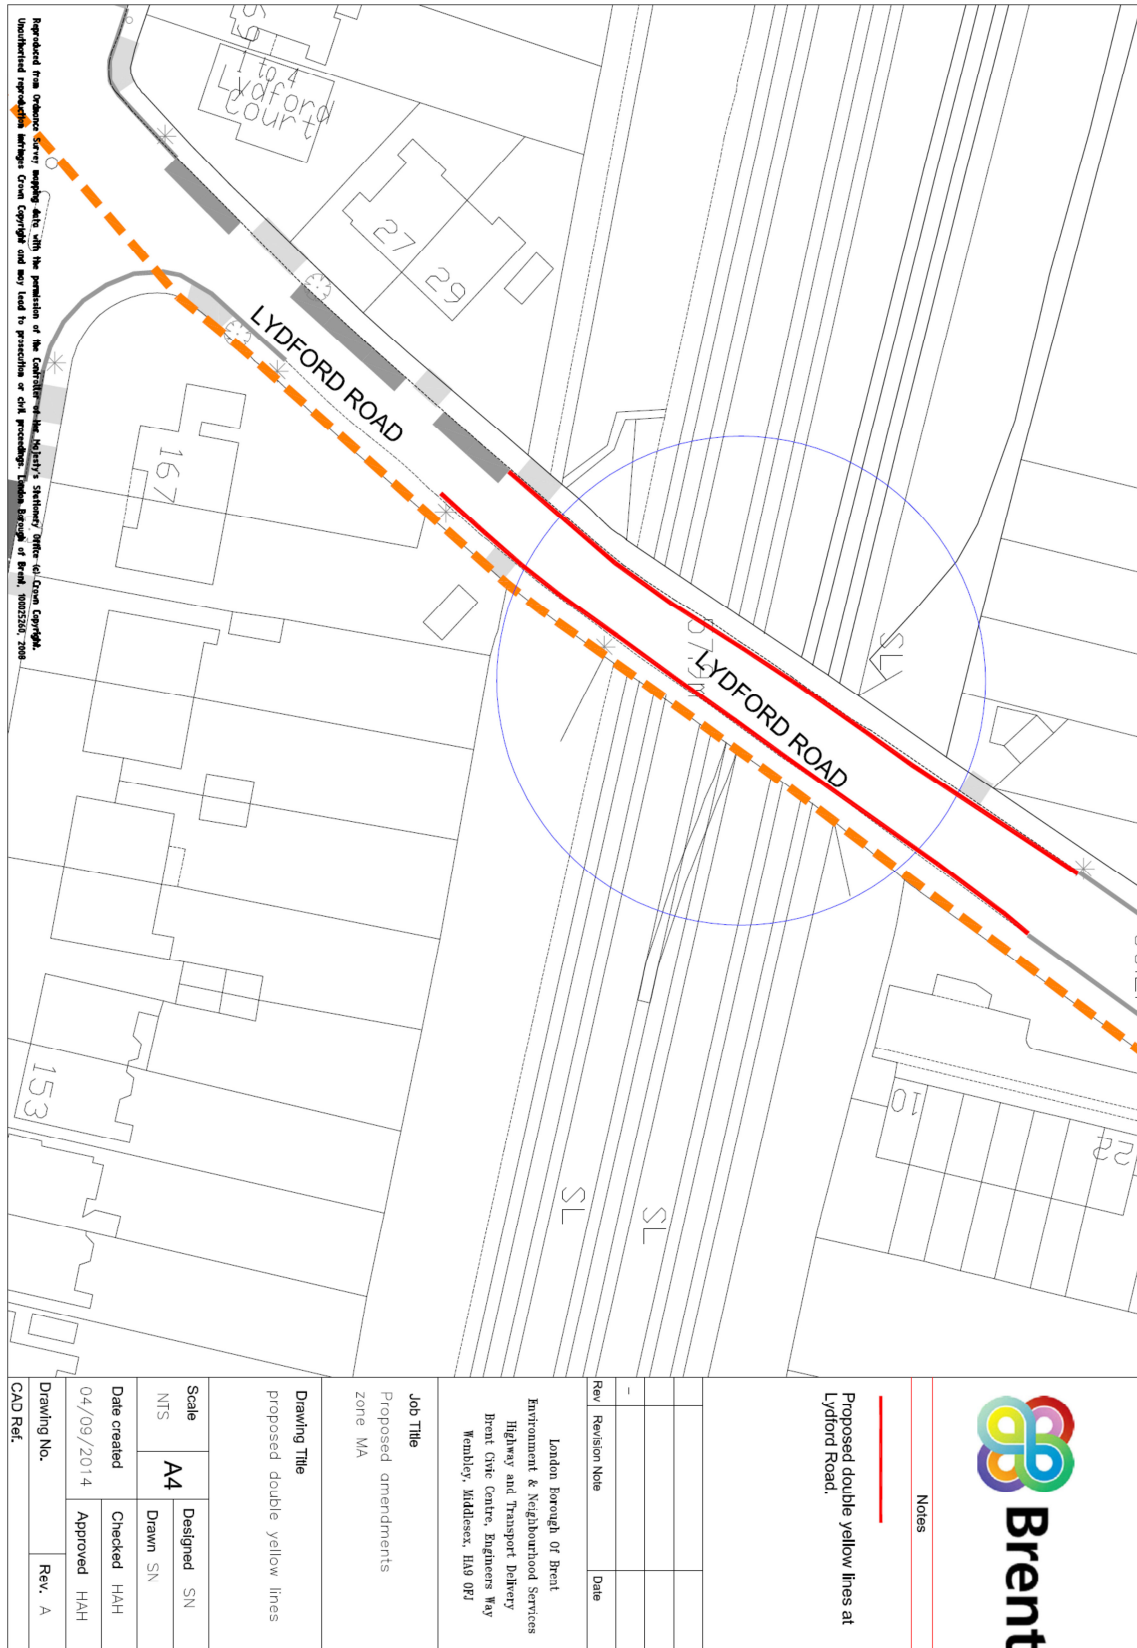 Reproduced from Ordnance Survey mapping data with the permission of the Controller of Her Majesty's Stationery Office (c) Crown Copyright.
Unauthorised reproduction infringes Crown Copyright and may lead to prosecution or civil proceedings. London Borough of Brent, 100025260, 2008
1 to 4
Lydford
Court
27
29
LYDFORD ROAD
167
57.9m
LYDFORD ROAD
SL
SL
SL
10
22
153
Brent
Notes
Proposed double yellow lines at
Lydford Road.
Rev
Revision Note
Date
-
London Borough Of Brent
Environment & Neighbourhood Services
Highway and Transport Delivery
Brent Civic Centre, Engineers Way
Wembley, Middlesex, HA9 0FJ
Job Title
Proposed amendments
zone MA
Drawing Title
proposed double yellow lines
Scale
NTS
A4
Designed SN
Drawn SN
Date created
04/09/2014
Checked HAH
Approved HAH
Drawing No.
Rev. A
CAD Ref.